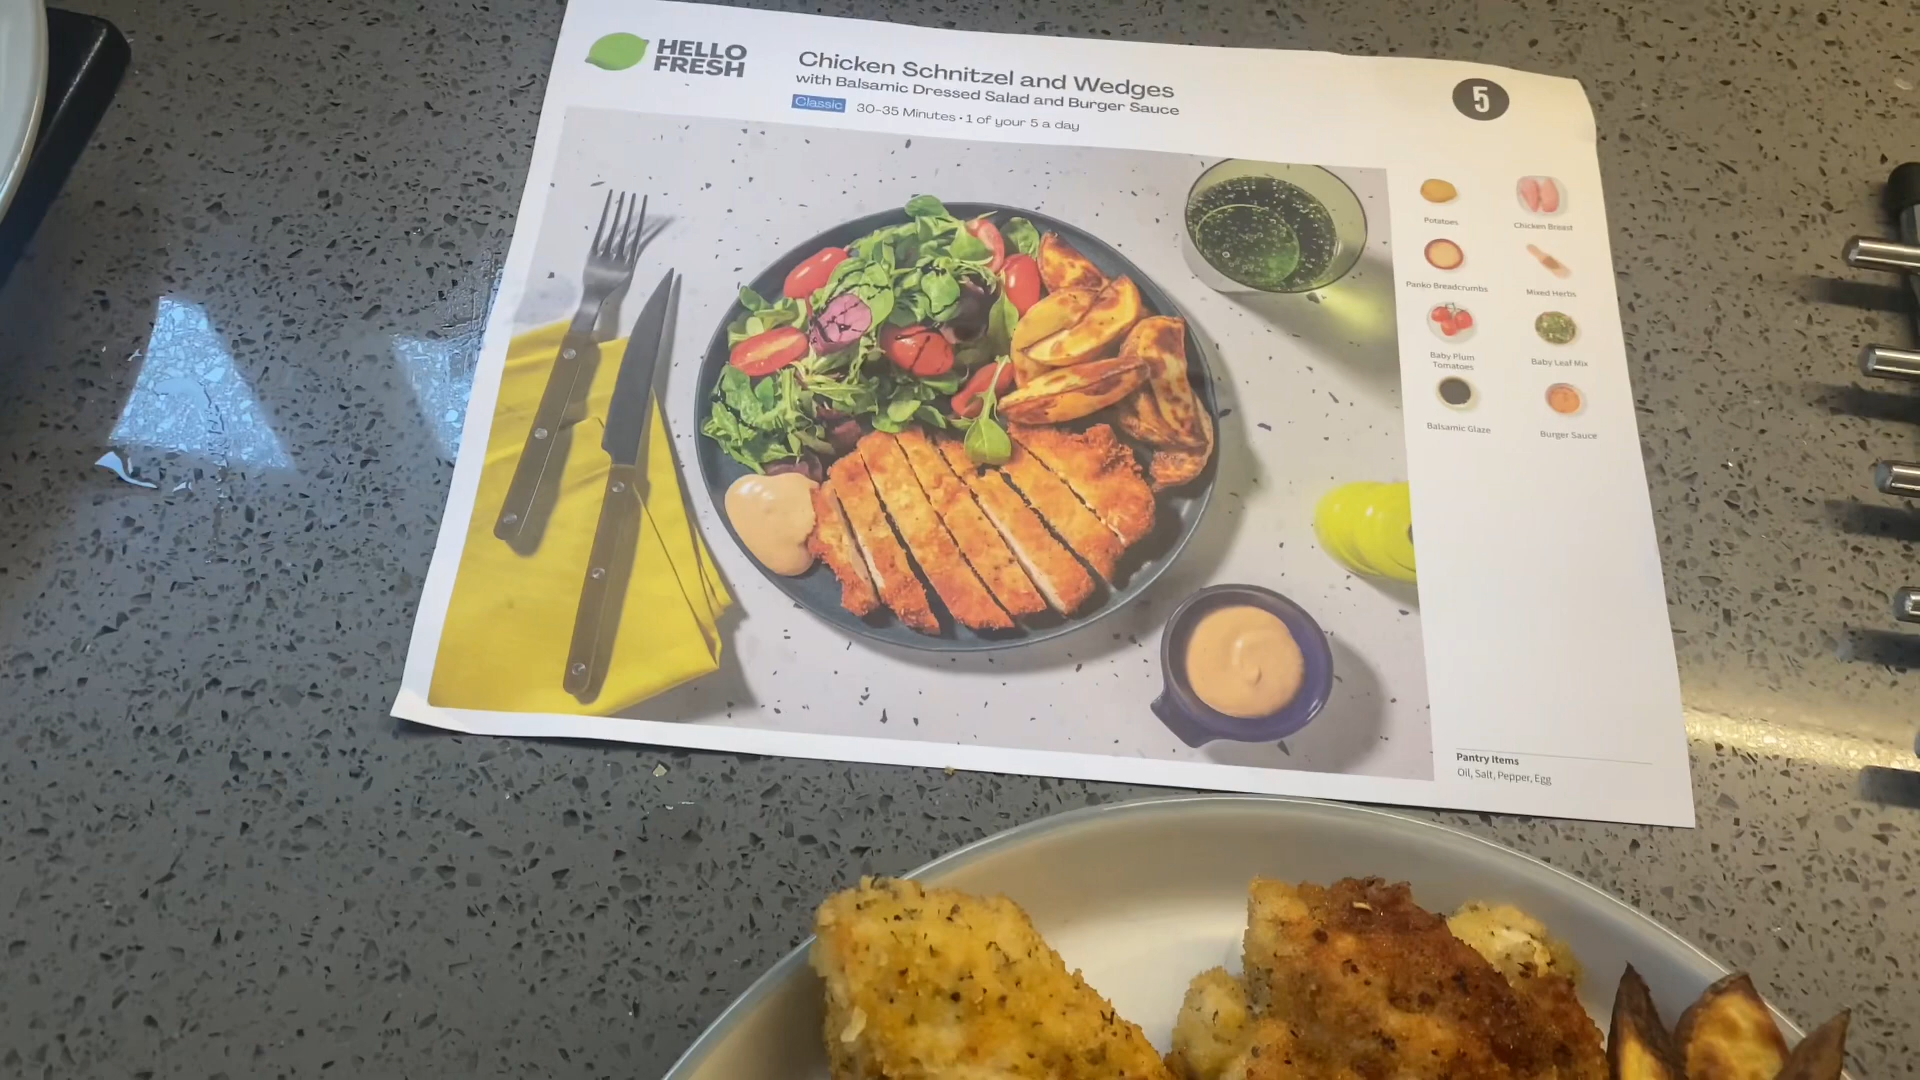 HELLO
FRESH
Chicken Schnitzel and Wedges
with Balsamic Dressed Salad and Burger Sauce
Classic 30-35 Minutes • 1 of your 5 a day
5
Potatoes
Chicken Breast
Panko Breadcrumbs
Mixed Herbs
Baby Plum
Tomatoes
Baby Leaf Mix
Balsamic Glaze
Burger Sauce
Pantry Items
Oil, Salt, Pepper, Egg